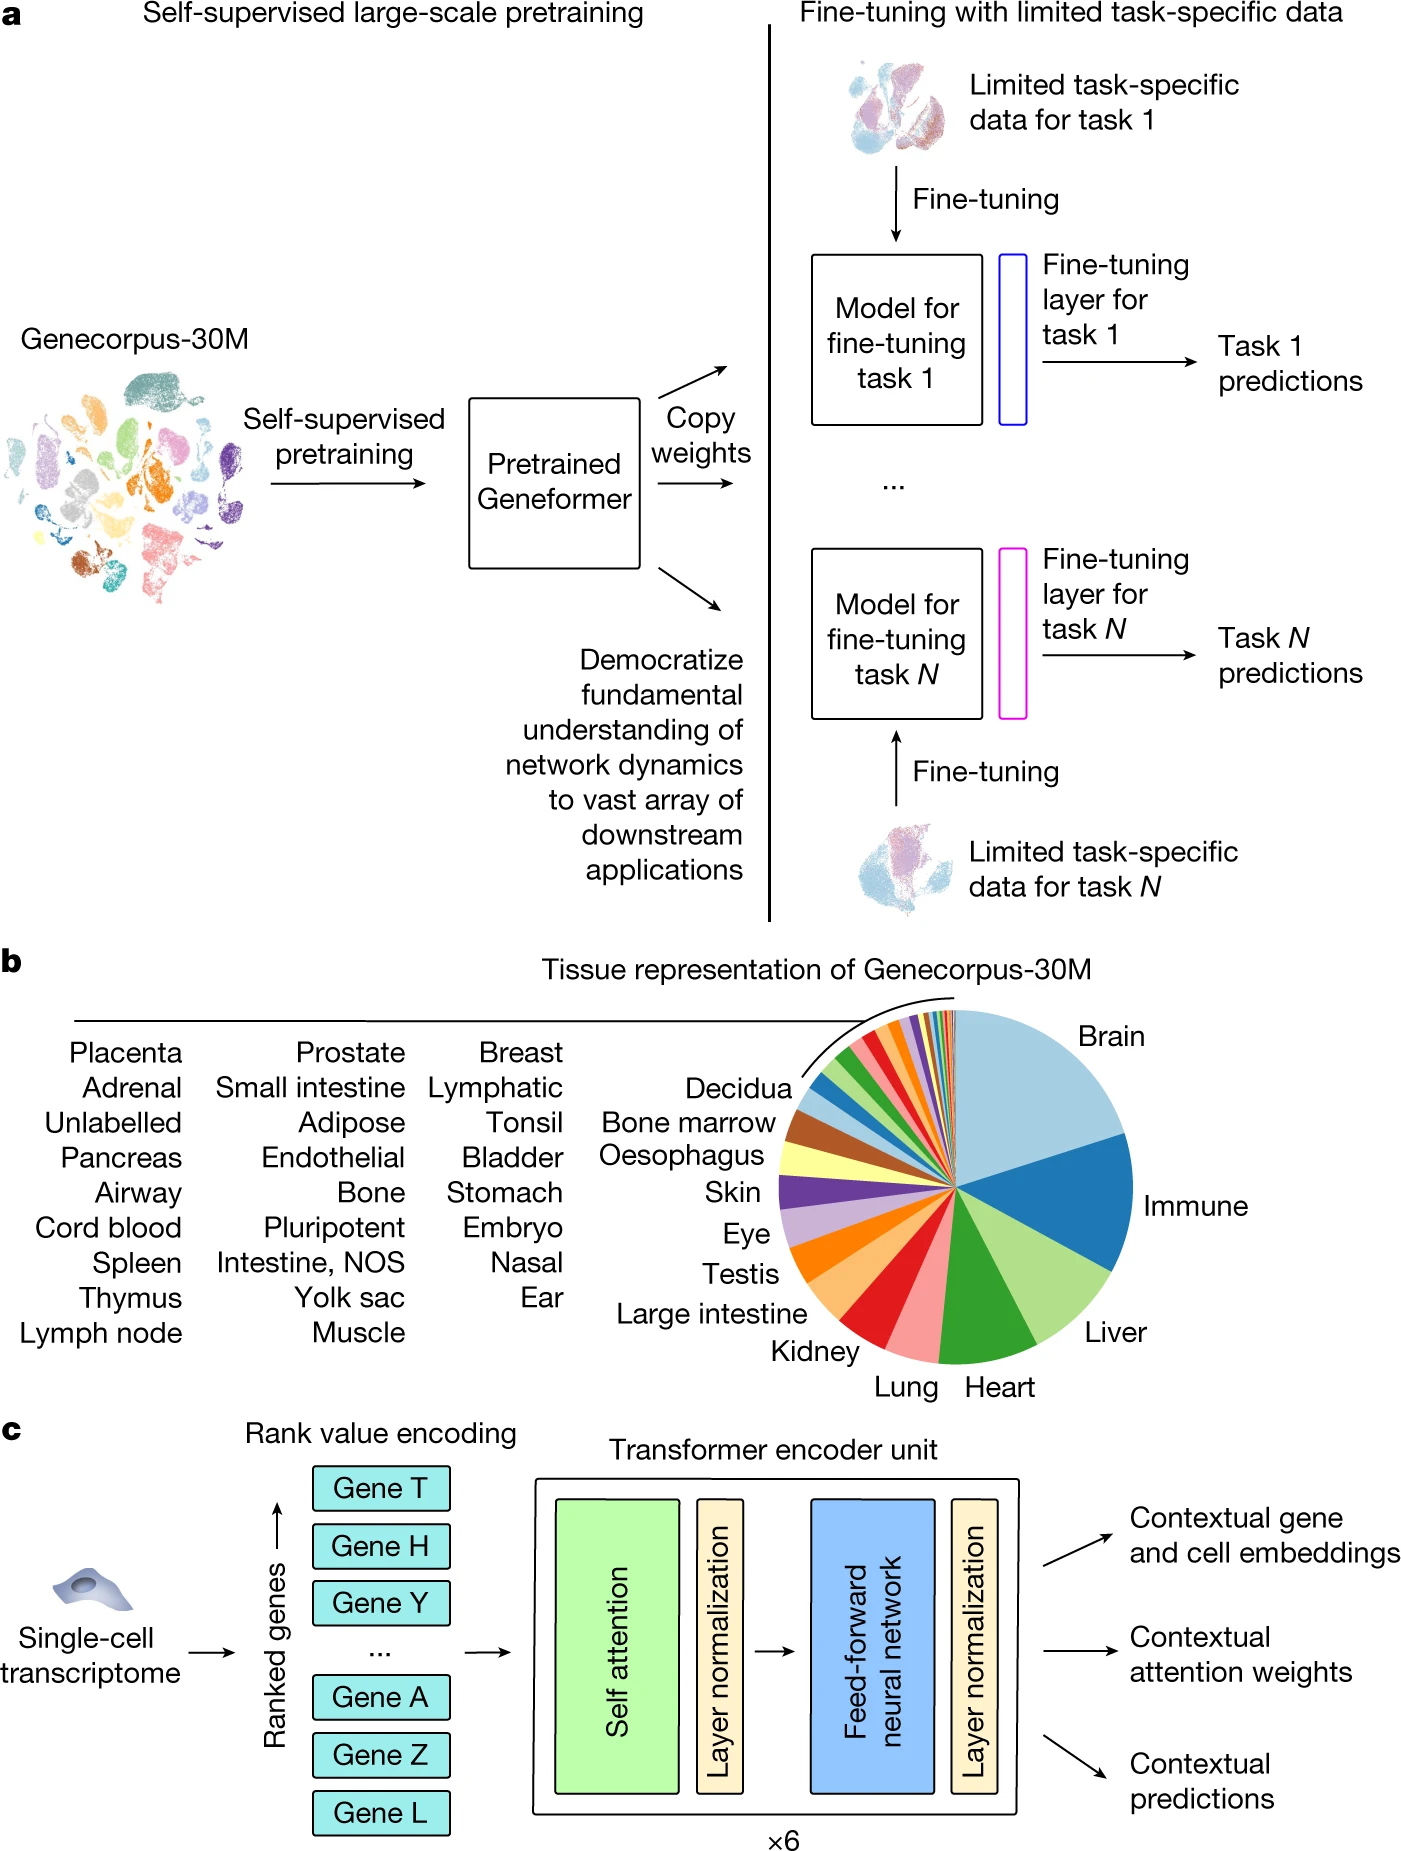 a
Self-supervised large-scale pretraining
Fine-tuning with limited task-specific data
Limited task-specific
data for task 1
Fine-tuning
Model for
fine-tuning
task 1
Fine-tuning
layer for
task 1
Task 1
predictions
Genecorpus-30M
Self-supervised
pretraining
Pretrained
Geneformer
Copy
weights
...
Model for
fine-tuning
task N
Fine-tuning
layer for
task N
Task N
predictions
Democratize
fundamental
understanding of
network dynamics
to vast array of
downstream
applications
Fine-tuning
Limited task-specific
data for task N
b
Tissue representation of Genecorpus-30M
Placenta
Adrenal
Unlabelled
Pancreas
Airway
Cord blood
Spleen
Thymus
Lymph node
Prostate
Small intestine
Adipose
Endothelial
Bone
Pluripotent
Intestine, NOS
Yolk sac
Muscle
Breast
Lymphatic
Tonsil
Bladder
Stomach
Embryo
Nasal
Ear
Decidua
Bone marrow
Oesophagus
Skin
Eye
Testis
Large intestine
Kidney
Lung
Heart
Liver
Immune
Brain
c
Rank value encoding
Transformer encoder unit
Single-cell
transcriptome
Ranked genes
Gene T
Gene H
Gene Y
...
Gene A
Gene Z
Gene L
Self attention
Layer normalization
Feed-forward
neural network
Layer normalization
×6
Contextual gene
and cell embeddings
Contextual
attention weights
Contextual
predictions